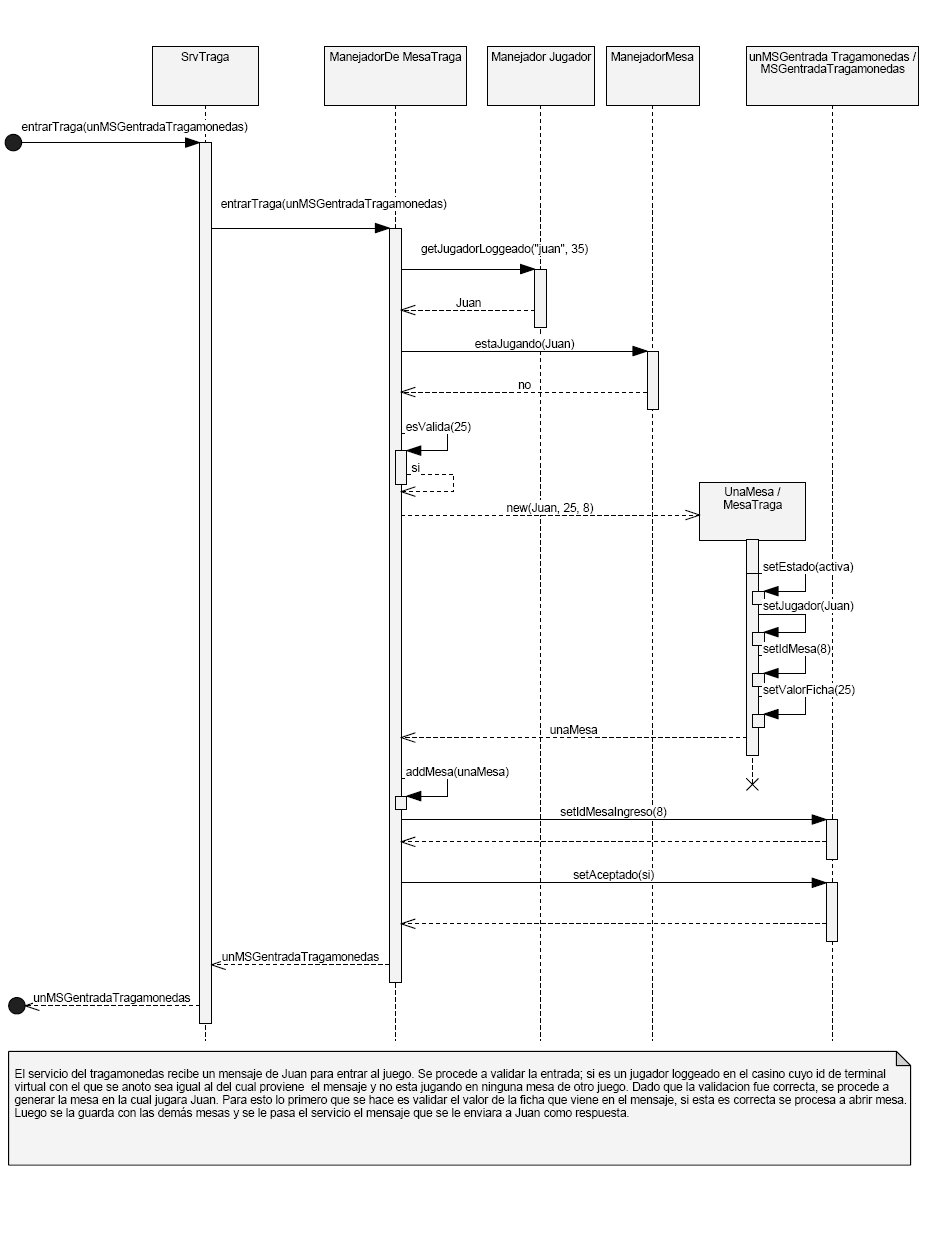 SrvTraga
ManejadorDe MesaTraga
Manejador Jugador
ManejadorMesa
unMSGentrada Tragamonedas /
MSGentradaTragamonedas
entrarTraga(unMSGentradaTragamonedas)
entrarTraga(unMSGentradaTragamonedas)
getJugadorLoggeado("juan", 35)
Juan
estaJugando(Juan)
no
esValida(25)
si
UnaMesa /
MesaTraga
new(Juan, 25, 8)
setEstado(activa)
setJugador(Juan)
setIdMesa(8)
setValorFicha(25)
unaMesa
addMesa(unaMesa)
setIdMesaIngreso(8)
setAceptado(si)
unMSGentradaTragamonedas
unMSGentradaTragamonedas
El servicio del tragamonedas recibe un mensaje de Juan para entrar al juego. Se procede a validar la entrada; si es un jugador loggeado en el casino cuyo id de terminal
virtual con el que se anoto sea igual al del cual proviene el mensaje y no esta jugando en ninguna mesa de otro juego. Dado que la validacion fue correcta, se procede a
generar la mesa en la cual jugara Juan. Para esto lo primero que se hace es validar el valor de la ficha que viene en el mensaje, si esta es correcta se procesa a abrir mesa.
Luego se la guarda con las demás mesas y se le pasa el servicio el mensaje que se le enviara a Juan como respuesta.